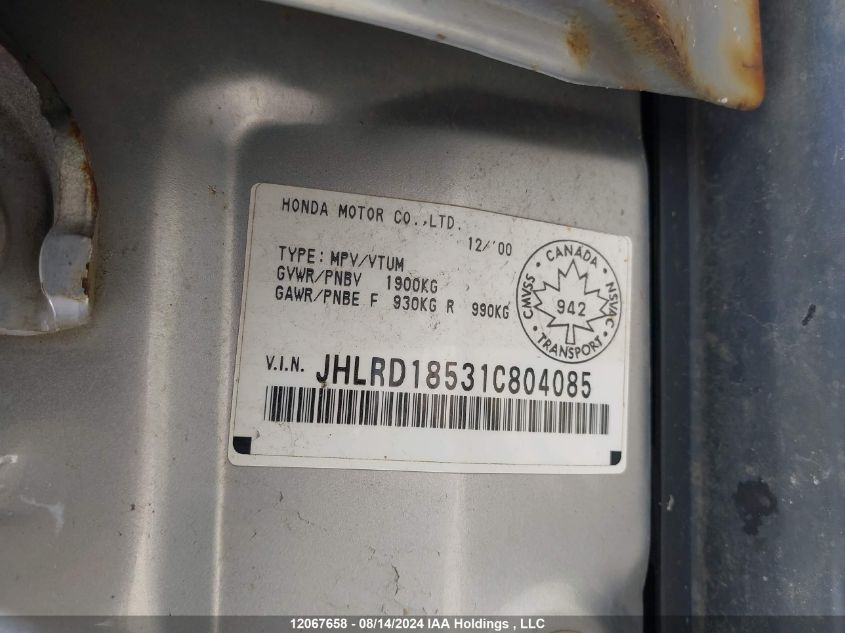 HONDA MOTOR CO.,LTD.
12/'00
TYPE: MPV/VTUM
GVWR/PNBV 1900KG
GAWR/PNBE F 930KG R 990KG
CANADA
CMVSS
942
NSVAC
TRANSPORT
V.I.N. JHLRD18531C804085
12067658 - 08/14/2024 IAA Holdings , LLC